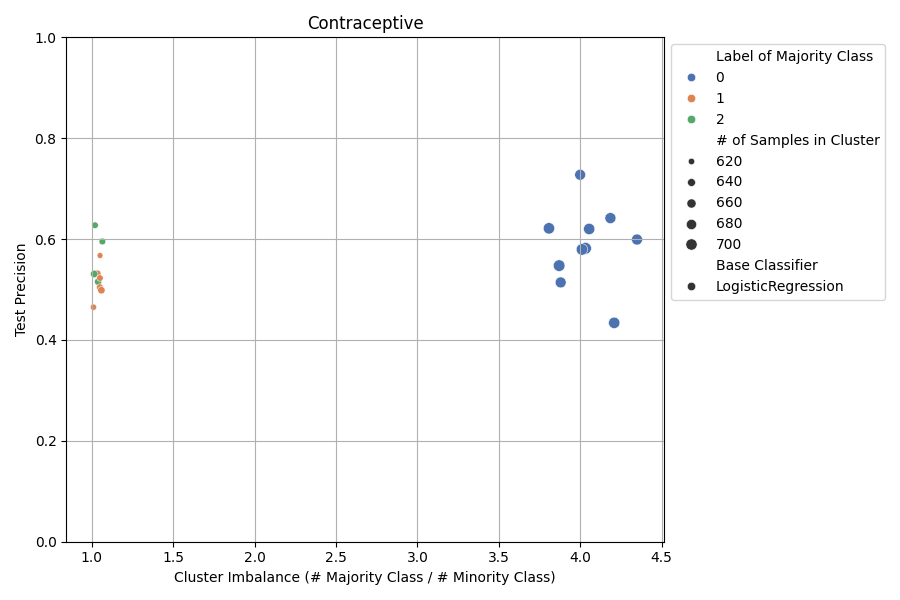 Contraceptive
Test Precision
1.0
0.8
0.6
0.4
0.2
0.0
1.0 1.5 2.0 2.5 3.0 3.5 4.0 4.5
Cluster Imbalance (# Majority Class / # Minority Class)
Label of Majority Class
0
1
2
# of Samples in Cluster
620
640
660
680
700
Base Classifier
LogisticRegression